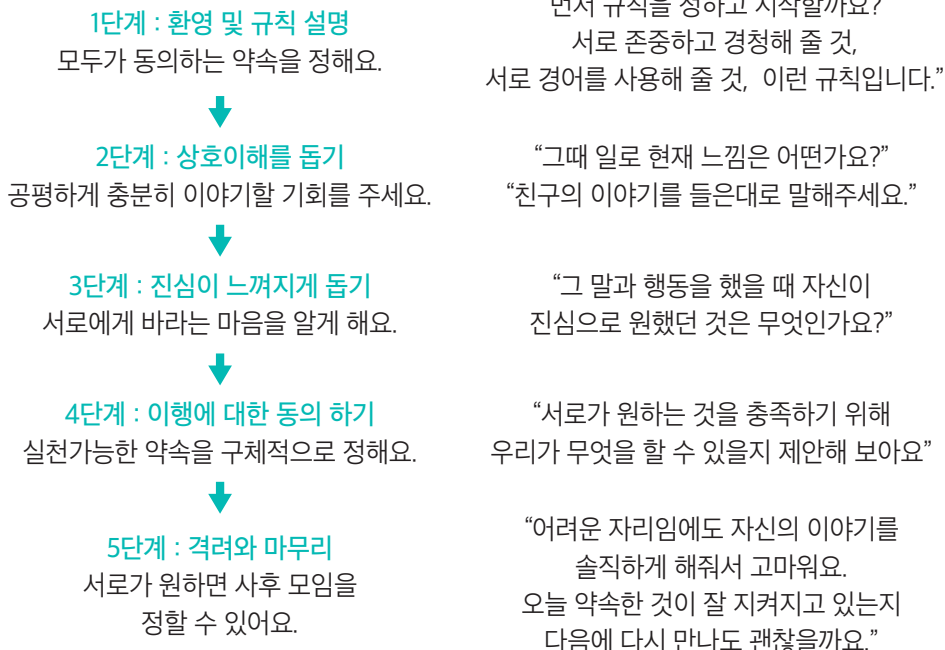 1단계 : 환영 및 규칙 설명
모두가 동의하는 약속을 정해요.
먼저 규칙을 정하고 시작할까요?
서로 존중하고 경청해 줄 것,
서로 경어를 사용해 줄 것, 이런 규칙입니다.”
2단계 : 상호이해를 돕기
공평하게 충분히 이야기할 기회를 주세요.
“그때 일로 현재 느낌은 어떤가요?”
“친구의 이야기를 들은대로 말해주세요.”
3단계 : 진심이 느껴지게 돕기
서로에게 바라는 마음을 알게 해요.
“그 말과 행동을 했을 때 자신이
진심으로 원했던 것은 무엇인가요?”
4단계 : 이행에 대한 동의 하기
실천가능한 약속을 구체적으로 정해요.
“서로가 원하는 것을 충족하기 위해
우리가 무엇을 할 수 있을지 제안해 보아요”
5단계 : 격려와 마무리
서로가 원하면 사후 모임을
정할 수 있어요.
“어려운 자리임에도 자신의 이야기를
솔직하게 해줘서 고마워요.
오늘 약속한 것이 잘 지켜지고 있는지
다음에 다시 만나도 괜찮을까요.”